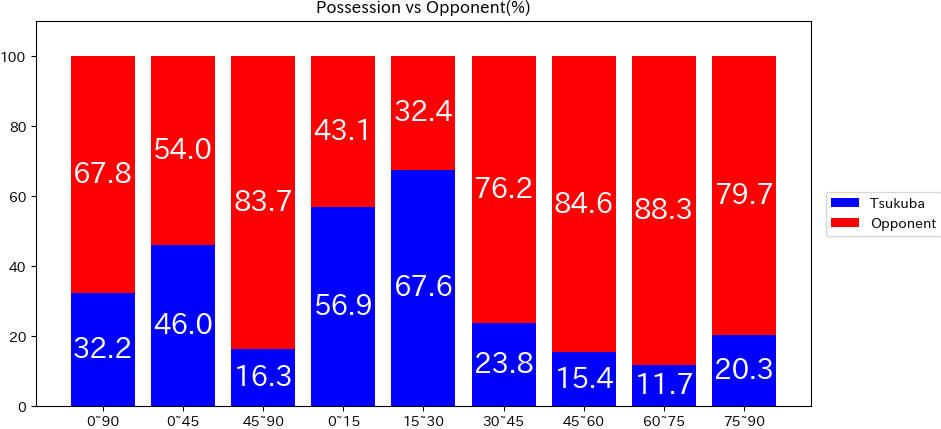 Possession vs Opponent(%)
100
80
60
40
20
0
67.8 54.0 83.7 43.1 32.4 76.2 84.6 88.3 79.7
32.2 46.0 16.3 56.9 67.6 23.8 15.4 11.7 20.3
0~90 0~45 45~90 0~15 15~30 30~45 45~60 60~75 75~90
Tsukuba
Opponent